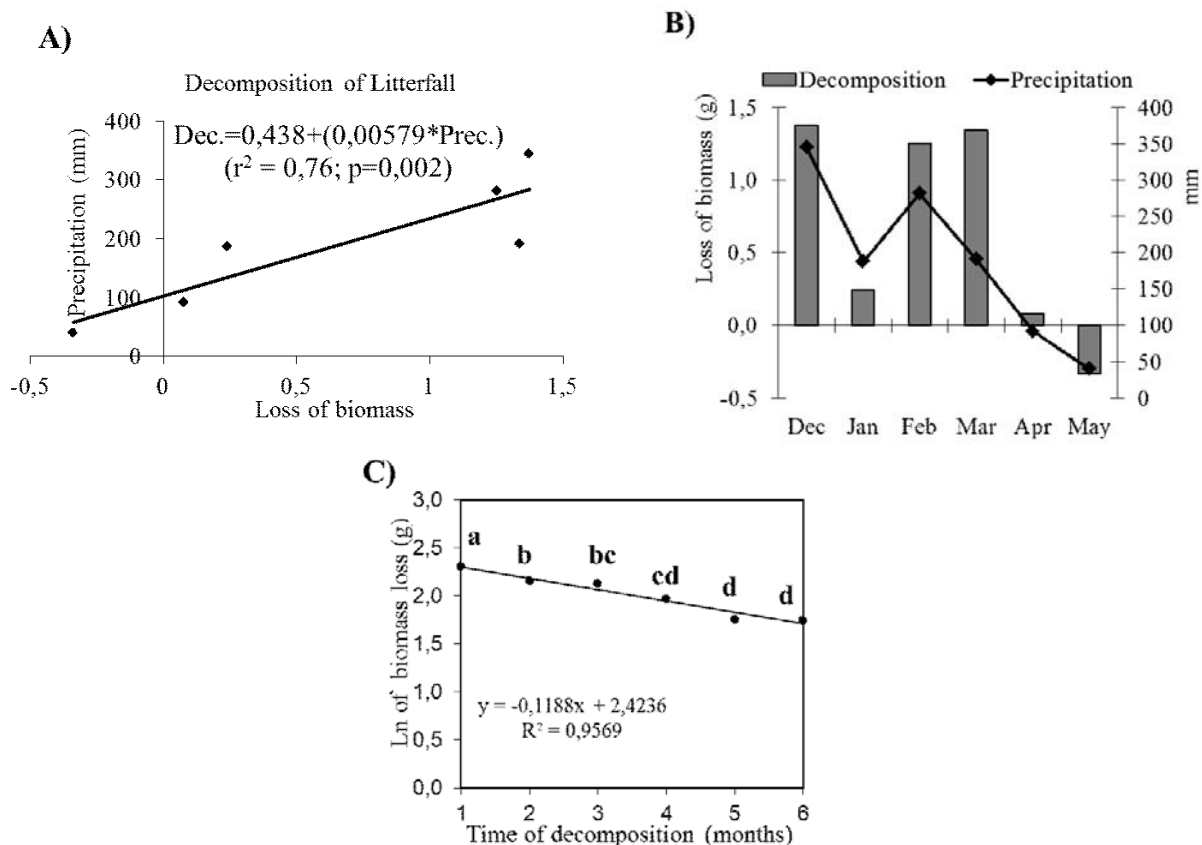 A)
Decomposition of Litterfall
Dec.=0,438+(0,00579*Prec.)
(r² = 0,76; p=0,002)
Precipitation (mm)
400
300
200
100
0
-0,5 0 0,5 1 1,5
Loss of biomass
B)
Decomposition Precipitation
Loss of biomass (g)
1,5
1,0
0,5
0,0
-0,5
400
350
300
250
200
150
100
50
0
mm
Dec Jan Feb Mar Apr May
C)
Ln of biomass loss (g)
3,0
2,5
2,0
1,5
1,0
0,5
0,0
a b bc cd d d
y = -0,1188x + 2,4236
R² = 0,9569
1 2 3 4 5 6
Time of decomposition (months)